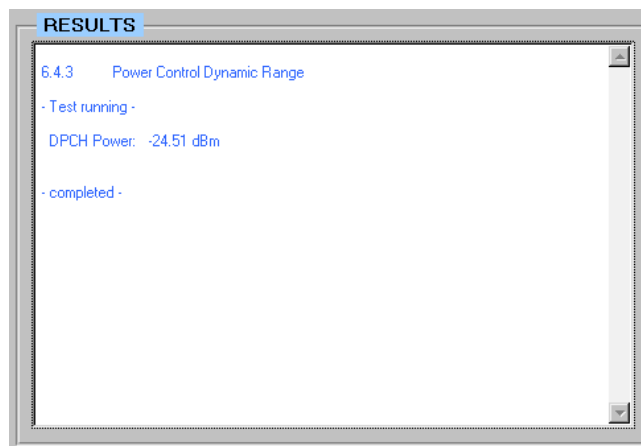 RESULTS
6.4.3 Power Control Dynamic Range
- Test running -
DPCH Power: -24.51 dBm
- completed -